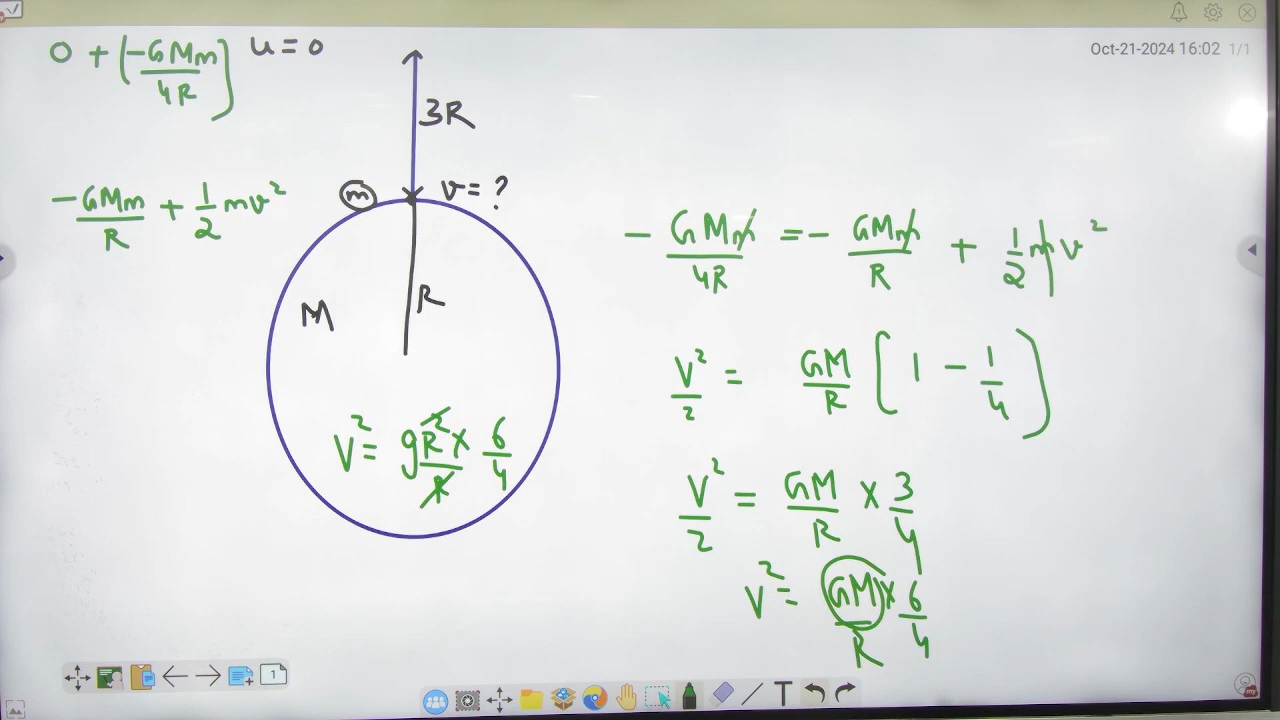 Oct-21-2024 16:02 1/1
0 + (-GMm/4R) u = 0
3R
m v = ?
-GMm/R + 1/2 mv²
M
R
V² = gR²/R × 6/4
- GMm/4R = - GMm/R + 1/2 mv²
V²/2 = GM/R [1 - 1/4)
V²/2 = GM/R × 3/4
V² = GM/R × 6/4
1
T